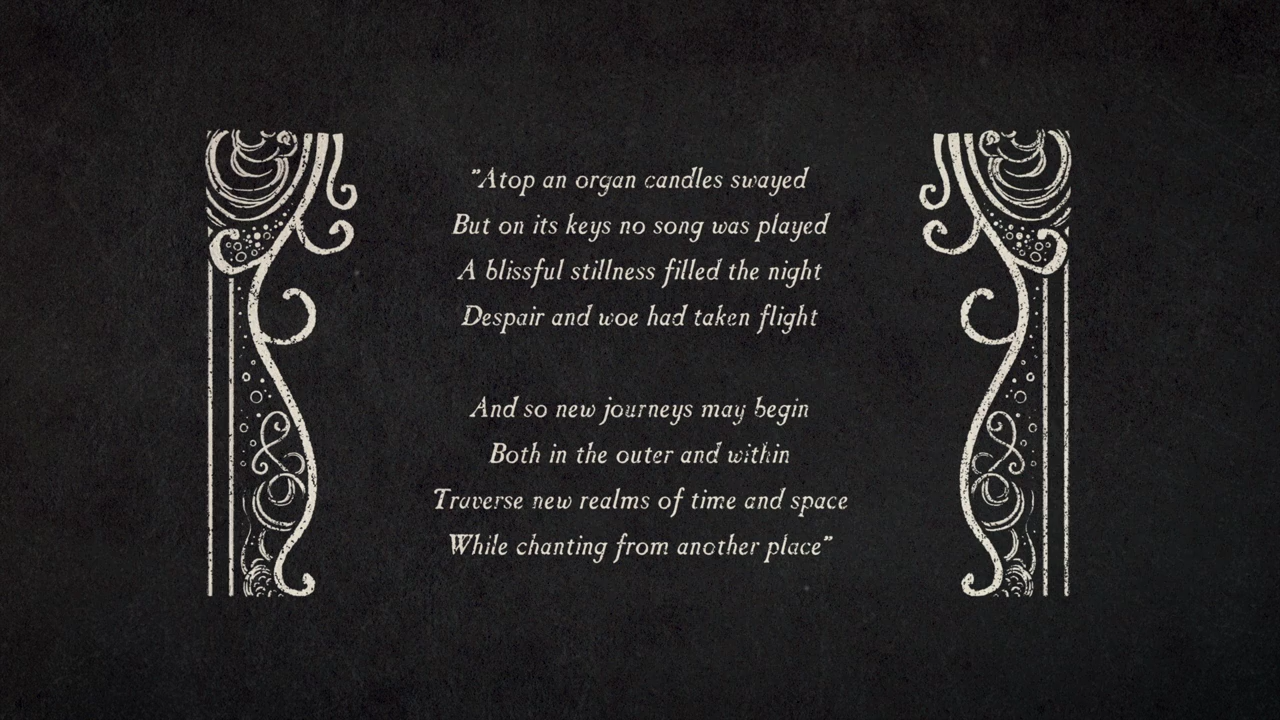 "Atop an organ candles swayed
But on its keys no song was played
A blissful stillness filled the night
Despair and woe had taken flight
And so new journeys may begin
Both in the outer and within
Traverse new realms of time and space
While chanting from another place"